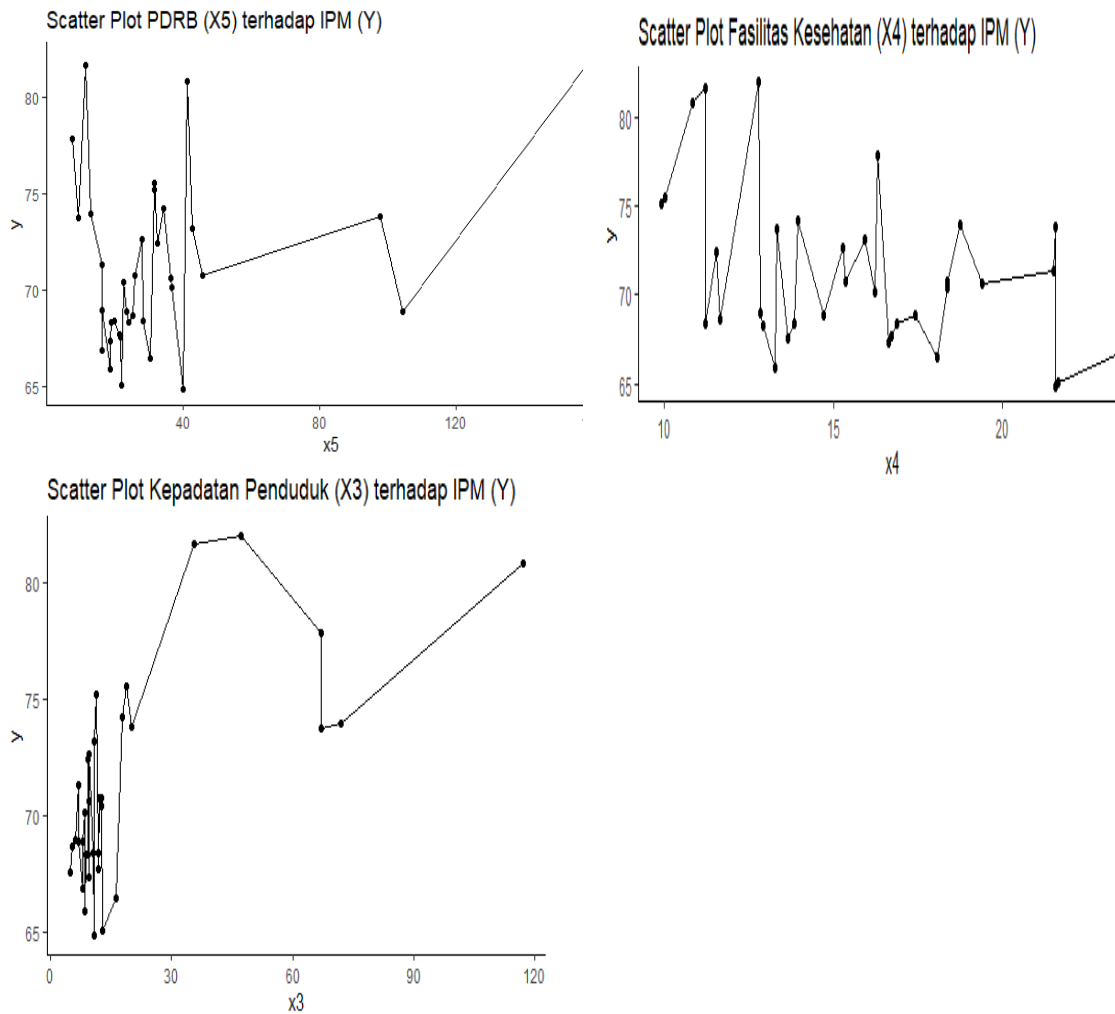 Scatter Plot PDRB (X5) terhadap IPM (Y)
80
75
70
65
y
40
80
120
x5
Scatter Plot Fasilitas Kesehatan (X4) terhadap IPM (Y)
80
75
70
65
y
10
15
20
x4
Scatter Plot Kepadatan Penduduk (X3) terhadap IPM (Y)
80
75
70
65
y
0
30
60
90
120
x3